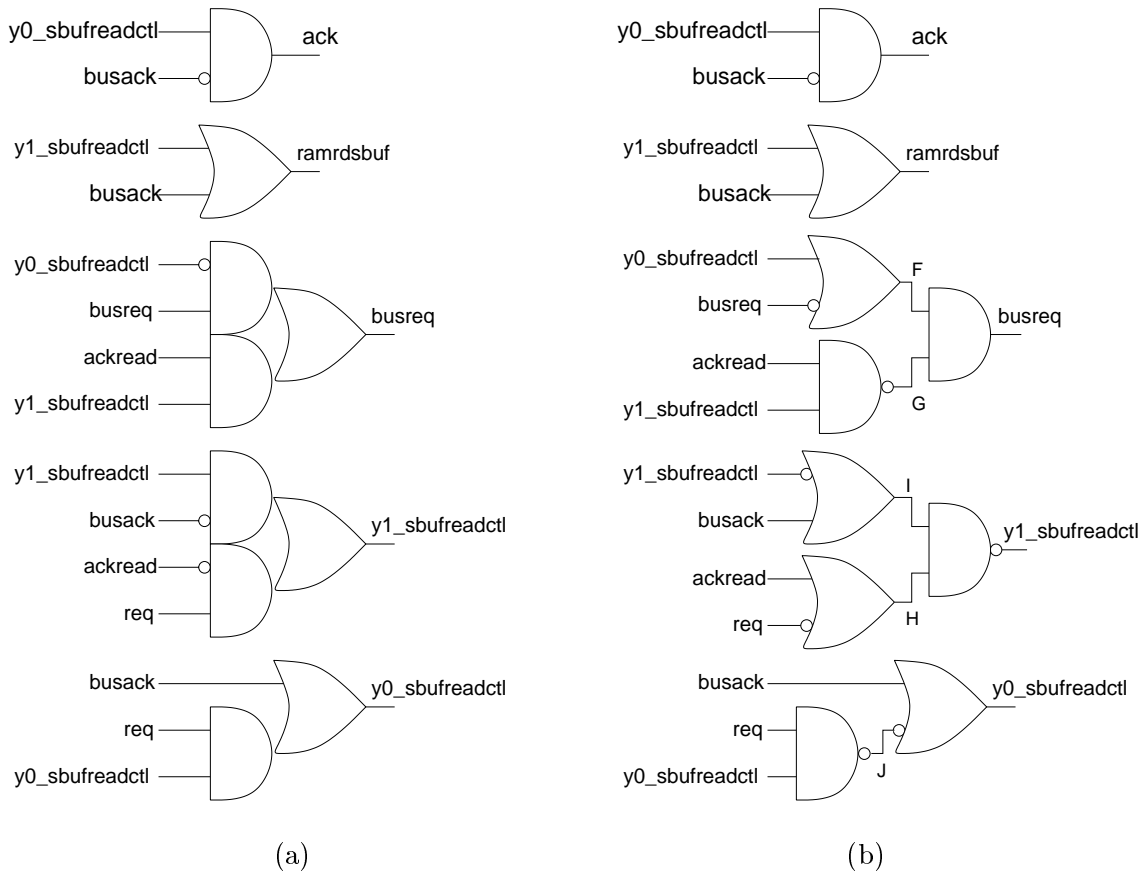 y0_sbufreadctl
busack
ack
y1_sbufreadctl
busack
ramrdsbuf
y0_sbufreadctl
busreq
ackread
y1_sbufreadctl
busreq
y1_sbufreadctl
busack
ackread
req
y1_sbufreadctl
busack
req
y0_sbufreadctl
y0_sbufreadctl
(a)
y0_sbufreadctl
busack
ack
y1_sbufreadctl
busack
ramrdsbuf
y0_sbufreadctl
busreq
F
ackread
y1_sbufreadctl
G
busreq
y1_sbufreadctl
busack
I
ackread
req
H
y1_sbufreadctl
busack
req
y0_sbufreadctl
J
y0_sbufreadctl
(b)